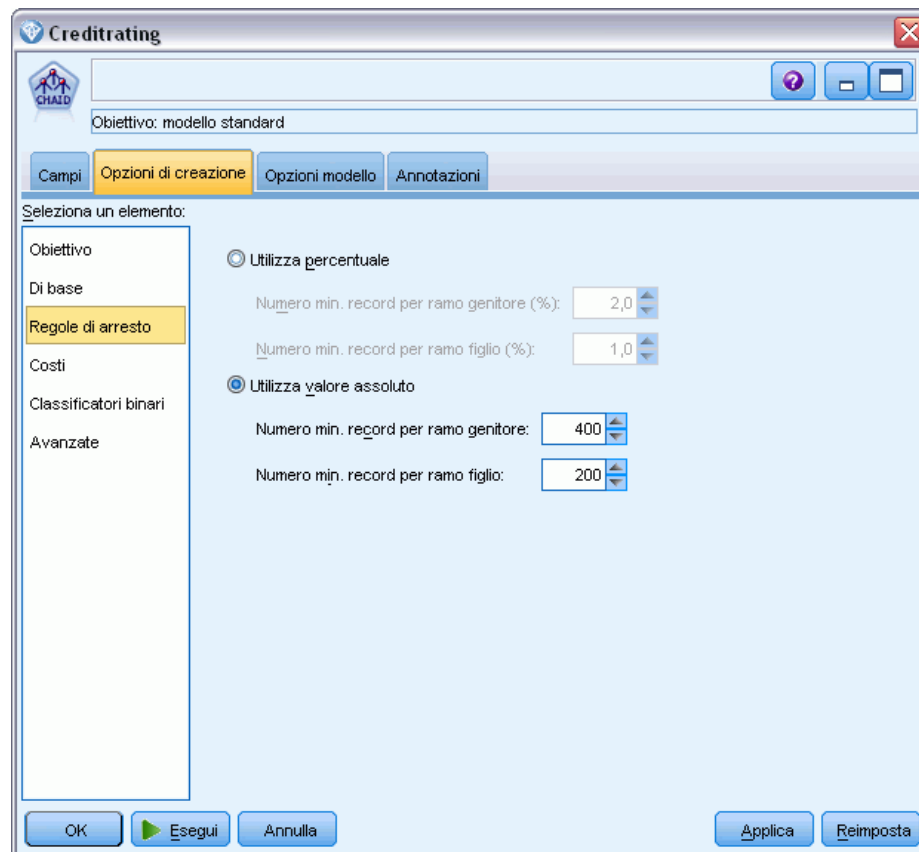 Creditrating
CHAID
Obiettivo: modello standard
Campi
Opzioni di creazione
Opzioni modello
Annotazioni
Seleziona un elemento:
Obiettivo
Di base
Regole di arresto
Costi
Classificatori binari
Avanzate
Utilizza percentuale
Numero min. record per ramo genitore (%): 2,0
Numero min. record per ramo figlio (%): 1,0
Utilizza valore assoluto
Numero min. record per ramo genitore: 400
Numero min. record per ramo figlio: 200
OK
Esegui
Annulla
Applica
Reimposta